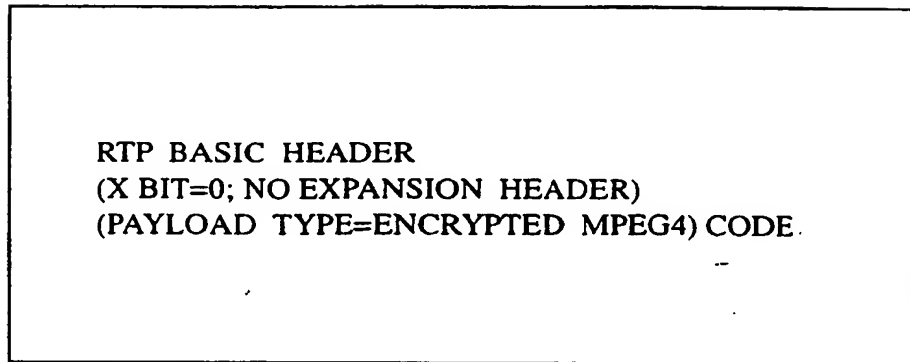 RTP BASIC HEADER
(X BIT=0; NO EXPANSION HEADER)
(PAYLOAD TYPE=ENCRYPTED MPEG4) CODE